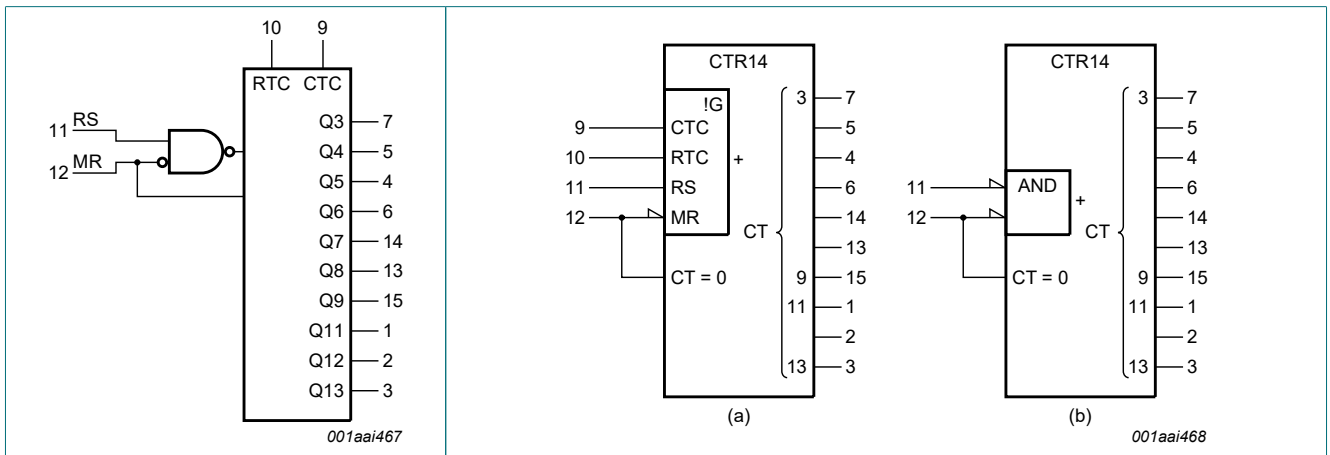 10 9
RTC CTC
11 RS
12 MR
Q3 7
Q4 5
Q5 4
Q6 6
Q7 14
Q8 13
Q9 15
Q11 1
Q12 2
Q13 3
001aai467
CTR14
!G
3 7
9 CTC 5
10 RTC + 4
11 RS 6
12 MR 14
CT 13
CT = 0 9 15
11 1
2
13 3
(a)
CTR14
3 7
5
4
11 AND 6
+
12 14
CT 13
CT = 0 9 15
11 1
2
13 3
(b)
001aai468